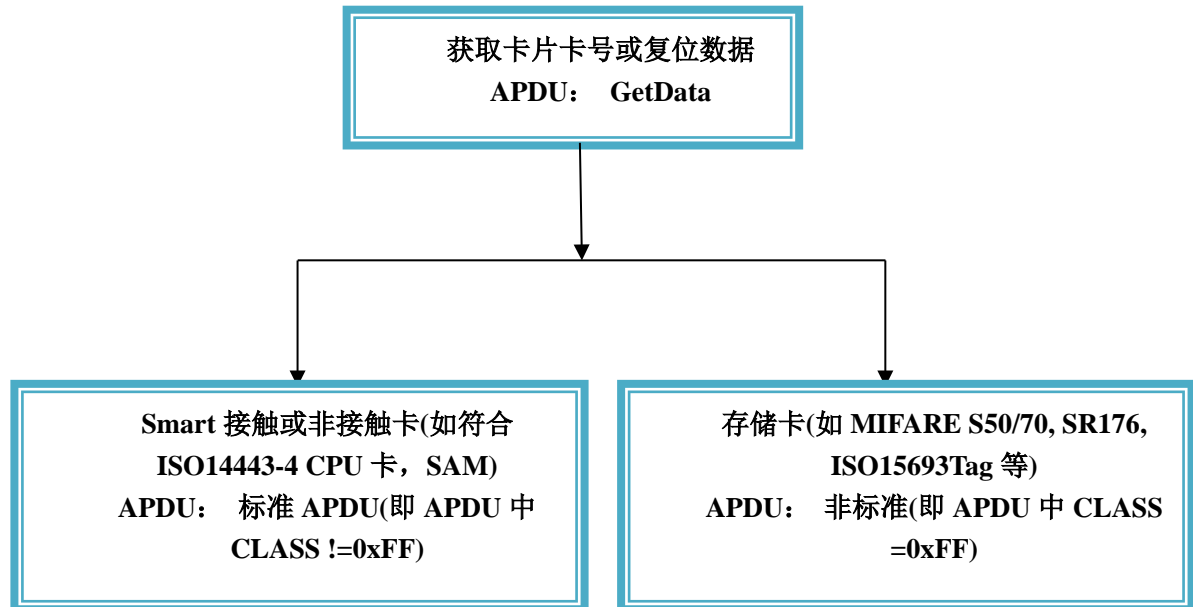 获取卡片卡号或复位数据
APDU： GetData
Smart 接触或非接触卡(如符合
ISO14443-4 CPU 卡，SAM)
APDU： 标准 APDU(即 APDU 中
CLASS !=0xFF)
存储卡(如 MIFARE S50/70, SR176,
ISO15693Tag 等)
APDU： 非标准(即 APDU 中 CLASS
=0xFF)